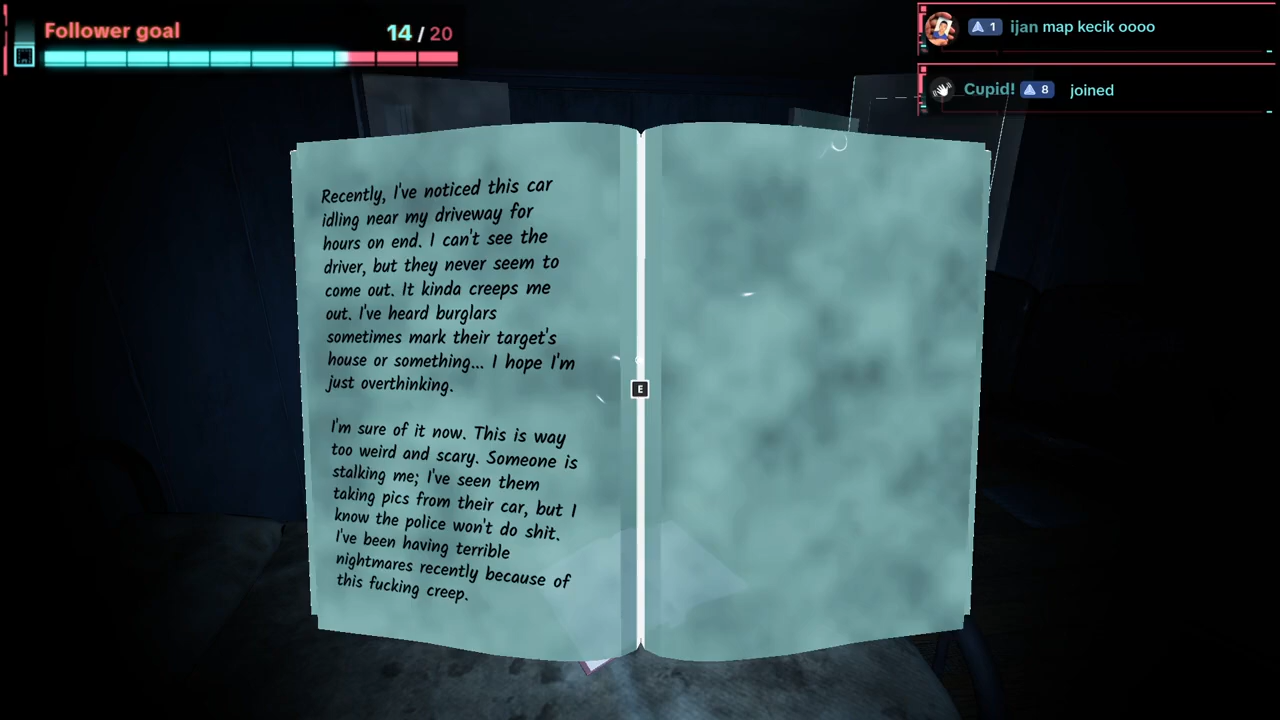 Follower goal
14 / 20
1 ijan map kecik oooo
Cupid! 8 joined
Recently, I've noticed this car
idling near my driveway for
hours on end. I can't see the
driver, but they never seem to
come out. It kinda creeps me
out. I've heard burglars
sometimes mark their target's
house or something... I hope I'm
just overthinking.
I'm sure of it now. This is way
too weird and scary. Someone is
stalking me; I've seen them
taking pics from their car, but I
know the police won't do shit.
I've been having terrible
nightmares recently because of
this fucking creep.
E